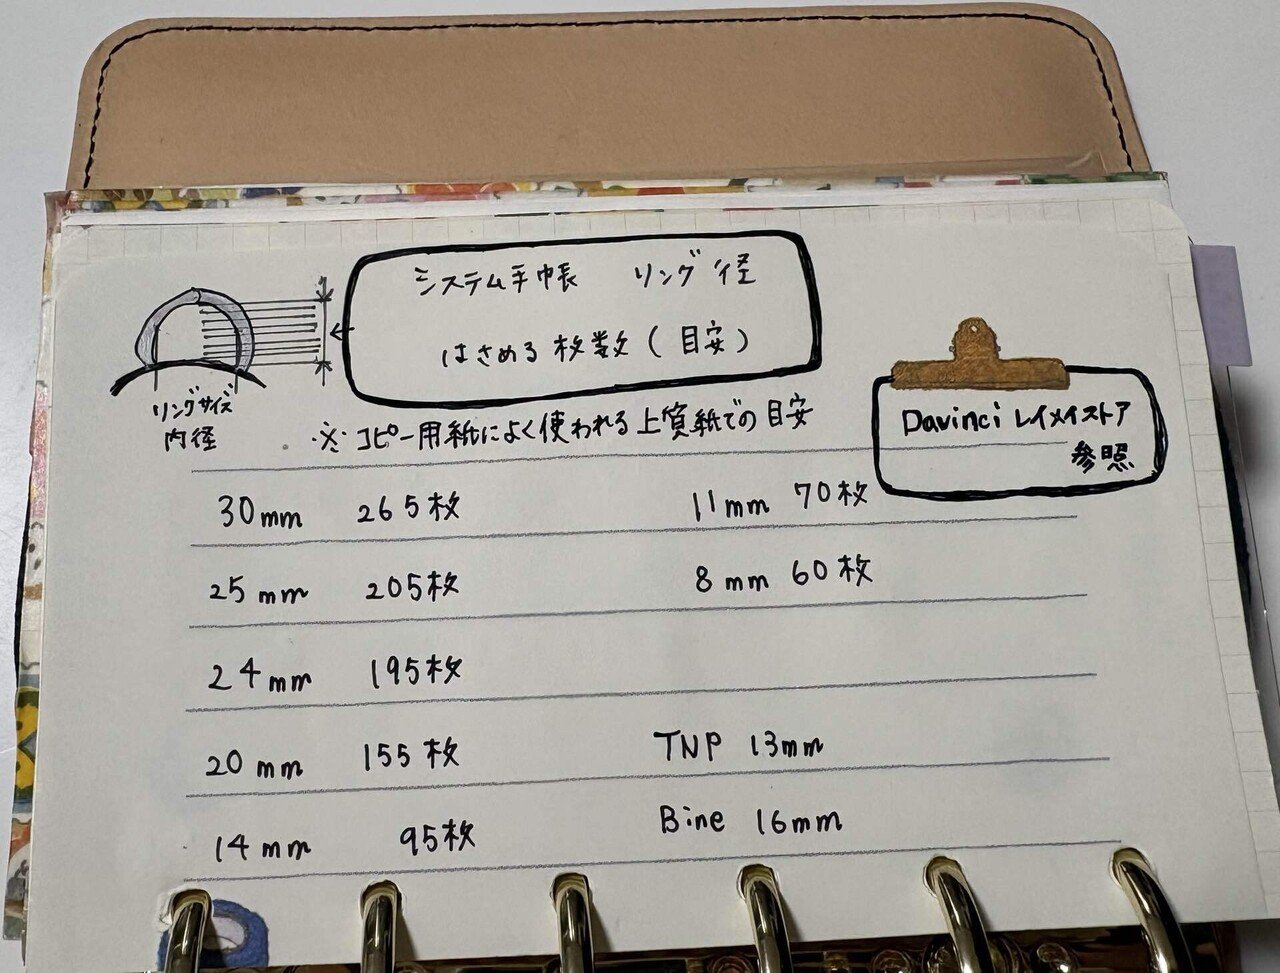 システム手帳 リング径
はさめる枚数(目安)
リングサイズ
内径
※コピー用紙によく使われる上質紙での目安
Davinci レイメイストア
参照
30mm 265枚
25mm 205枚
24mm 195枚
20mm 155枚
14mm 95枚
11mm 70枚
8mm 60枚
TNP 13mm
Bine 16mm